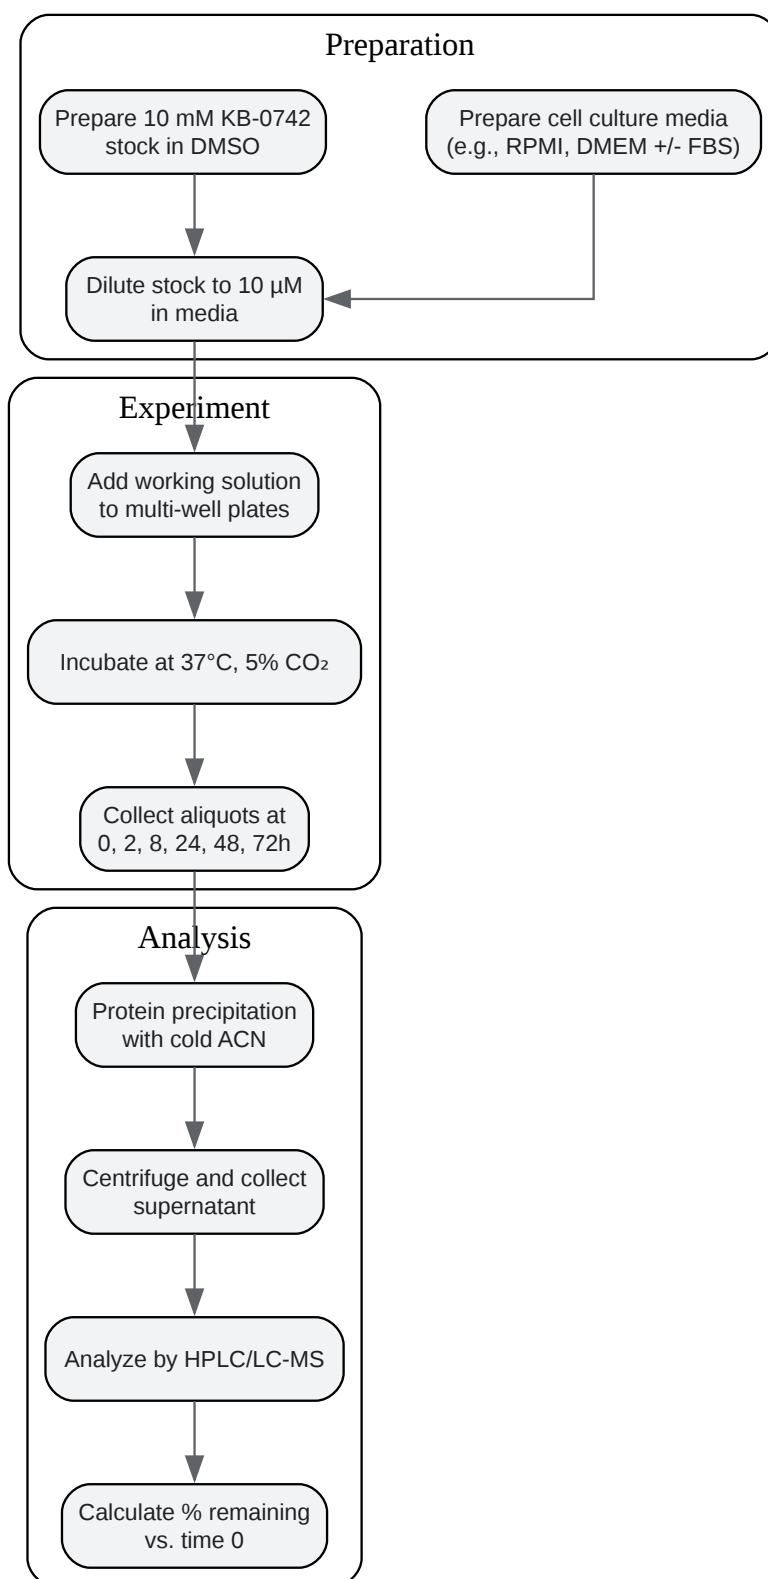 Preparation
Prepare 10 mM KB-0742
stock in DMSO
Prepare cell culture media
(e.g., RPMI, DMEM +/- FBS)
Dilute stock to 10 µM
in media
Experiment
Add working solution
to multi-well plates
Incubate at 37°C, 5% CO₂
Collect aliquots at
0, 2, 8, 24, 48, 72h
Analysis
Protein precipitation
with cold ACN
Centrifuge and collect
supernatant
Analyze by HPLC/LC-MS
Calculate % remaining
vs. time 0